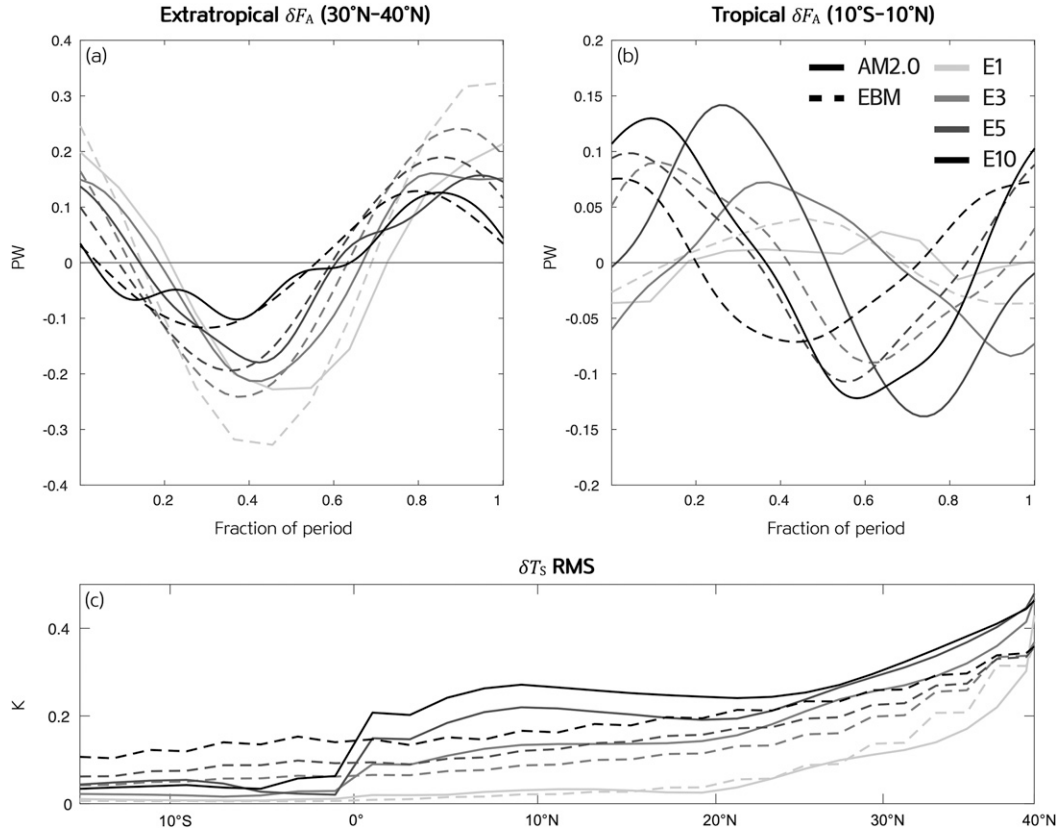 Extratropical δF_A (30°N−40°N)
Tropical δF_A (10°S−10°N)
(a)
0.4
0.3
0.2
0.1
0
-0.1
-0.2
-0.3
-0.4
PW
0.2 0.4 0.6 0.8 1
Fraction of period
(b)
0.2
0.15
0.1
0.05
0
-0.05
-0.1
-0.15
-0.2
PW
AM2.0
EBM
E1
E3
E5
E10
0.2 0.4 0.6 0.8 1
Fraction of period
δT_S RMS
(c)
0.4
0.2
0
K
10°S 0° 10°N 20°N 30°N 40°N